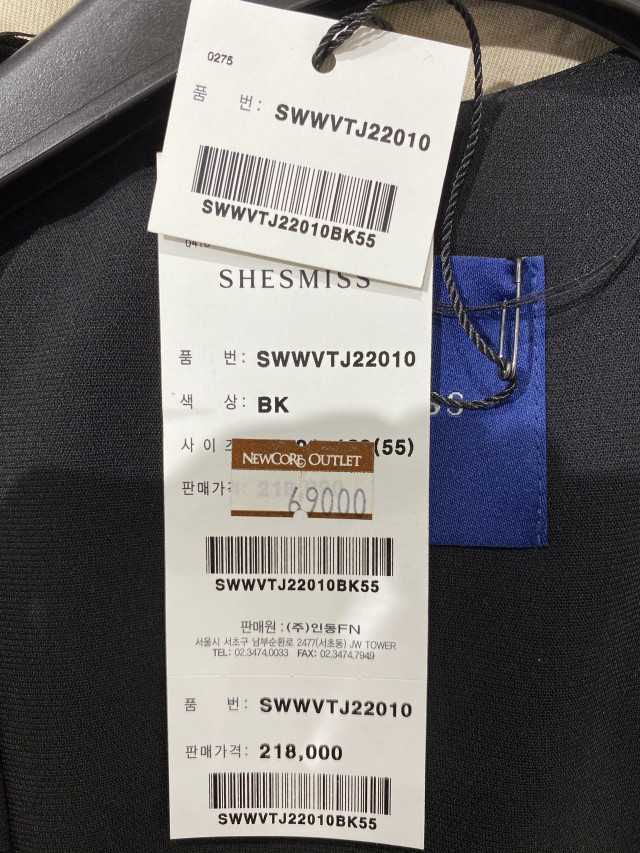 0275
품 번: SWWVTJ22010
SWWVTJ22010BK55
SHESMISS
품 번: SWWVTJ22010
색 상: BK
사이즈 (55)
NEWCORE OUTLET
판매가격: 218,000
69000
SWWVTJ22010BK55
판매원 : (주)인동FN
서울시 서초구 남부순환로 2477(서초동) JW TOWER
TEL: 02.3474.0033 FAX: 02.3474.7949
품 번: SWWVTJ22010
판매가격: 218,000
SWWVTJ22010BK55